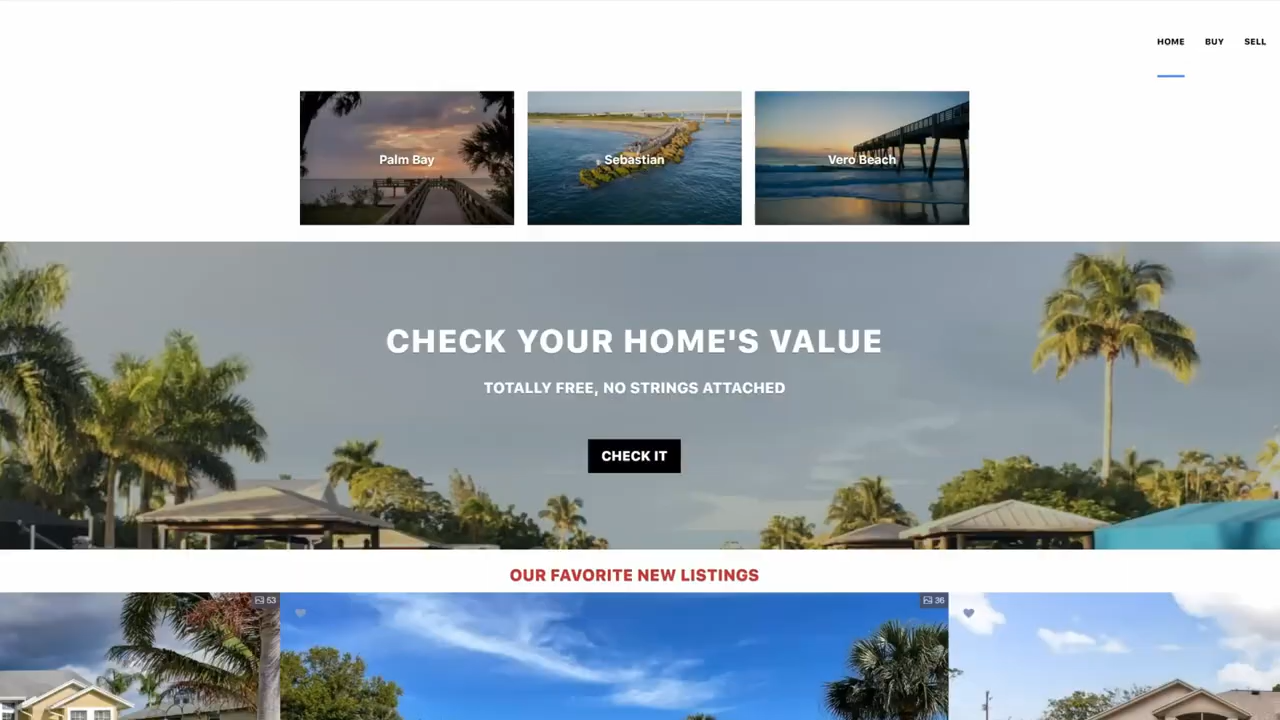 HOME BUY SELL
Palm Bay Sebastian Vero Beach
CHECK YOUR HOME'S VALUE
TOTALLY FREE, NO STRINGS ATTACHED
CHECK IT
OUR FAVORITE NEW LISTINGS
53 36